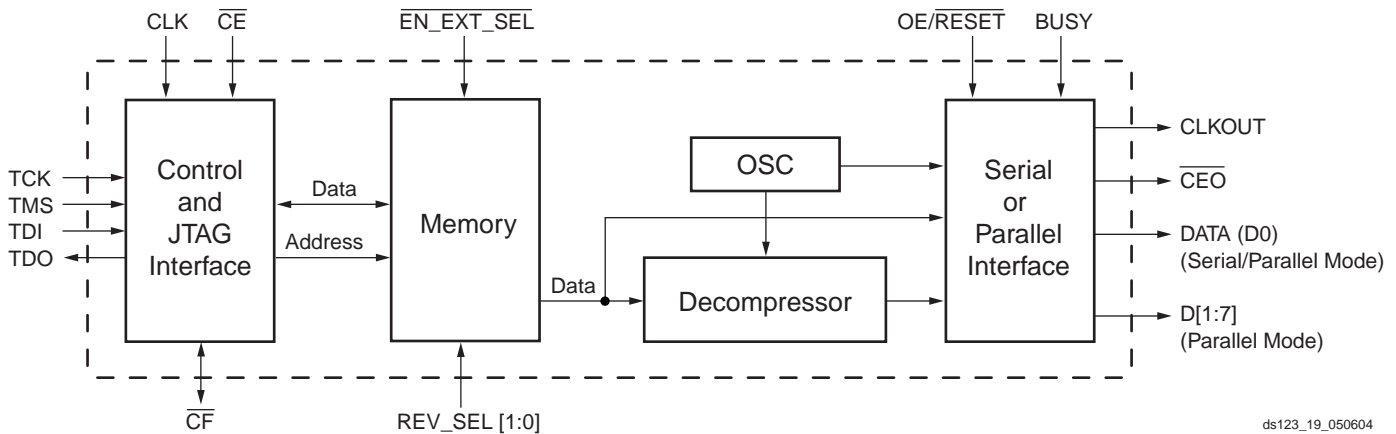 CLK
CE
EN_EXT_SEL
OE/RESET
BUSY
TCK
TMS
TDI
TDO
Control
and
JTAG
Interface
Data
Address
Memory
OSC
Data
Decompressor
Serial
or
Parallel
Interface
CLKOUT
CEO
DATA (D0)
(Serial/Parallel Mode)
D[1:7]
(Parallel Mode)
CF
REV_SEL [1:0]
ds123_19_050604